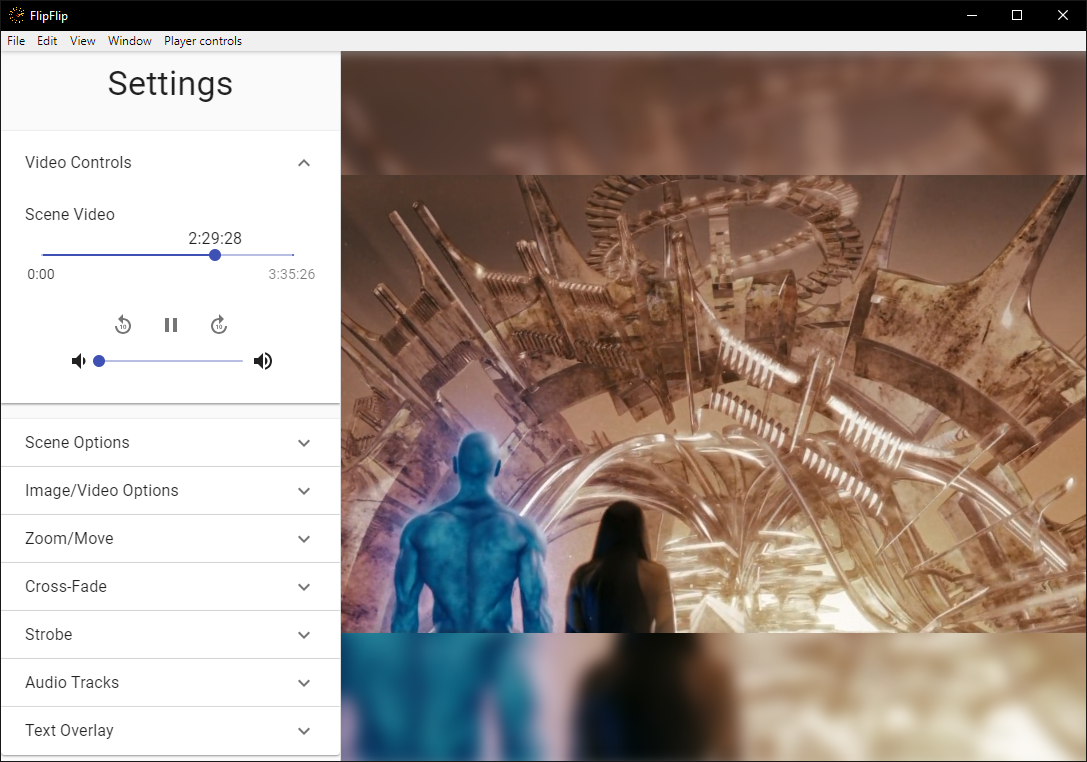 FlipFlip
File Edit View Window Player controls
Settings
Video Controls
Scene Video
2:29:28
0:00 3:35:26
10 10
Scene Options
Image/Video Options
Zoom/Move
Cross-Fade
Strobe
Audio Tracks
Text Overlay